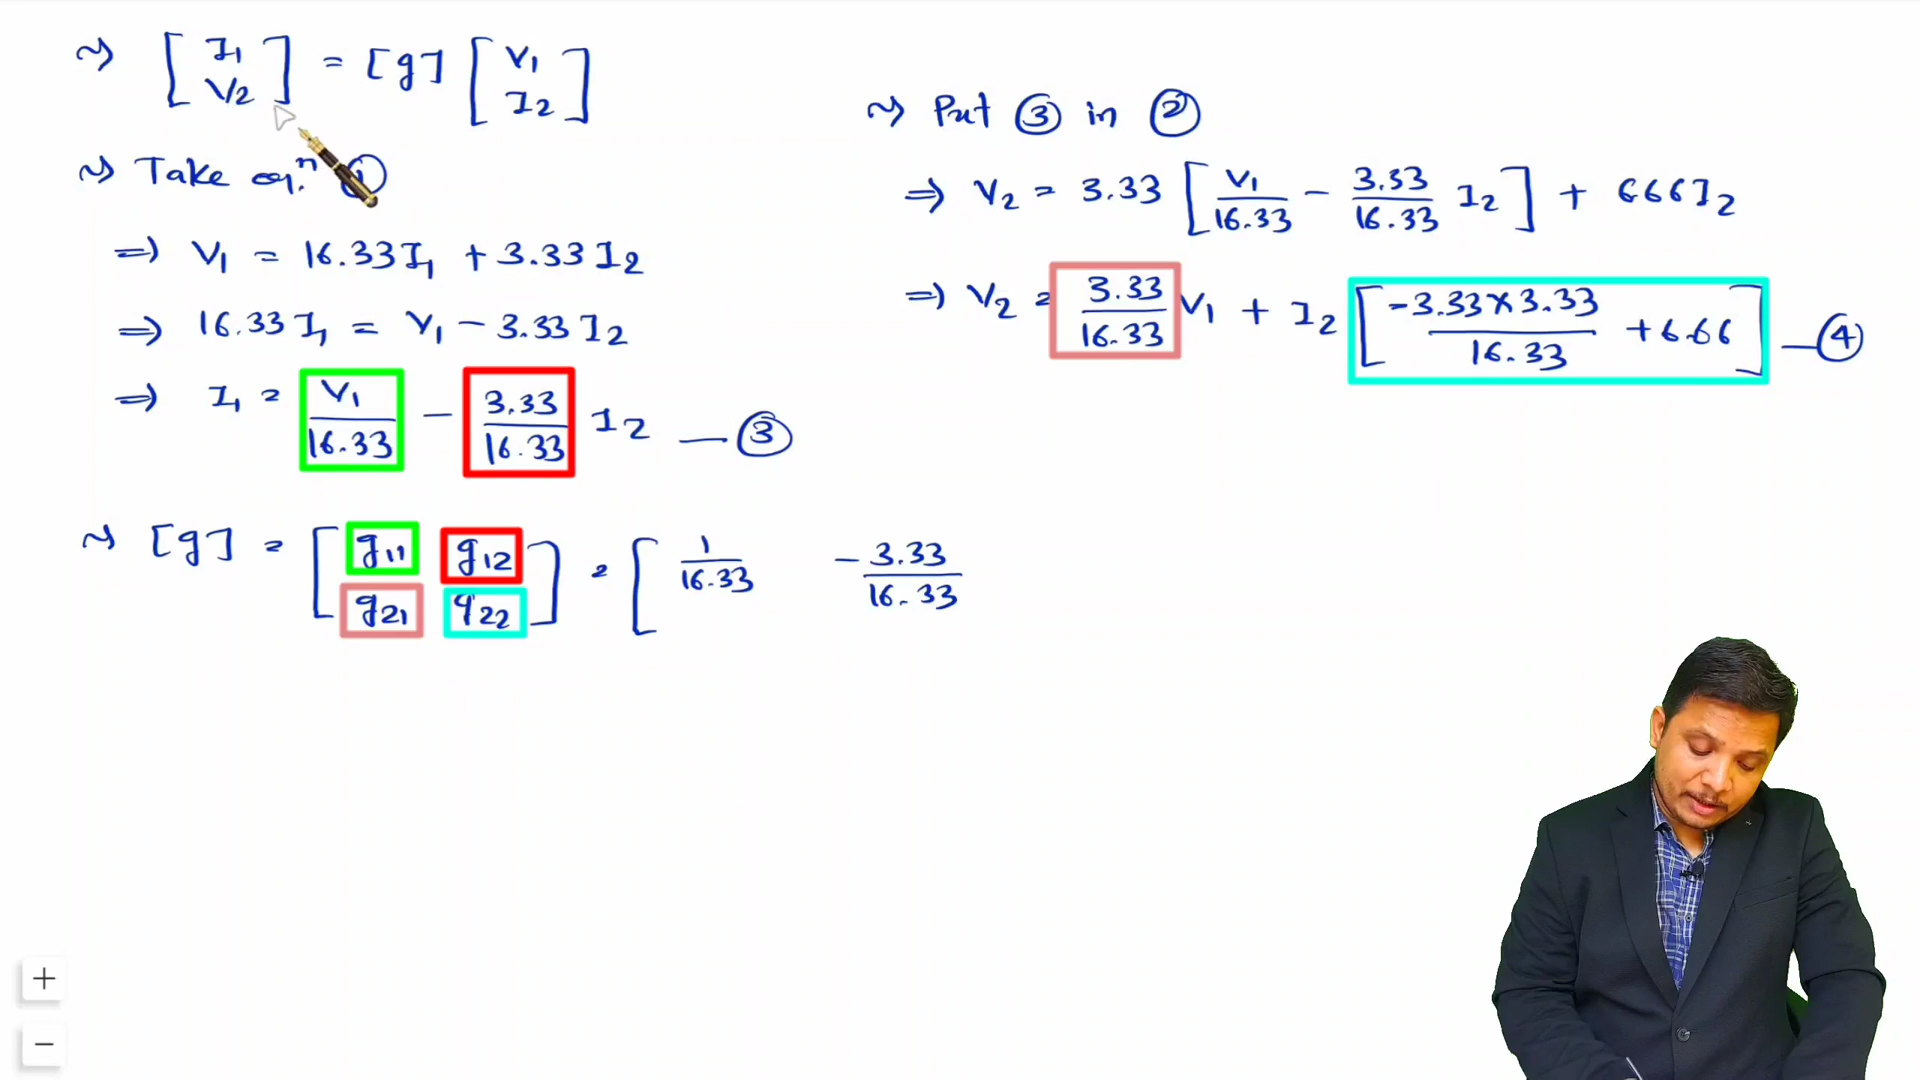 ~> [ I1 V2 ] = [g] [ V1 I2 ]
~> Take eqn. ①
=> V1 = 16.33 I1 + 3.33 I2
=> 16.33 I1 = V1 - 3.33 I2
=> I1 = V1/16.33 - 3.33/16.33 I2 — ③
~> [g] = [ g11 g12 g21 g22 ] = [ 1/16.33 -3.33/16.33
~> Put ③ in ②
=> V2 = 3.33 [ V1/16.33 - 3.33/16.33 I2 ] + 666 I2
=> V2 = 3.33/16.33 V1 + I2 [ -3.33×3.33/16.33 + 6.66 ] — ④